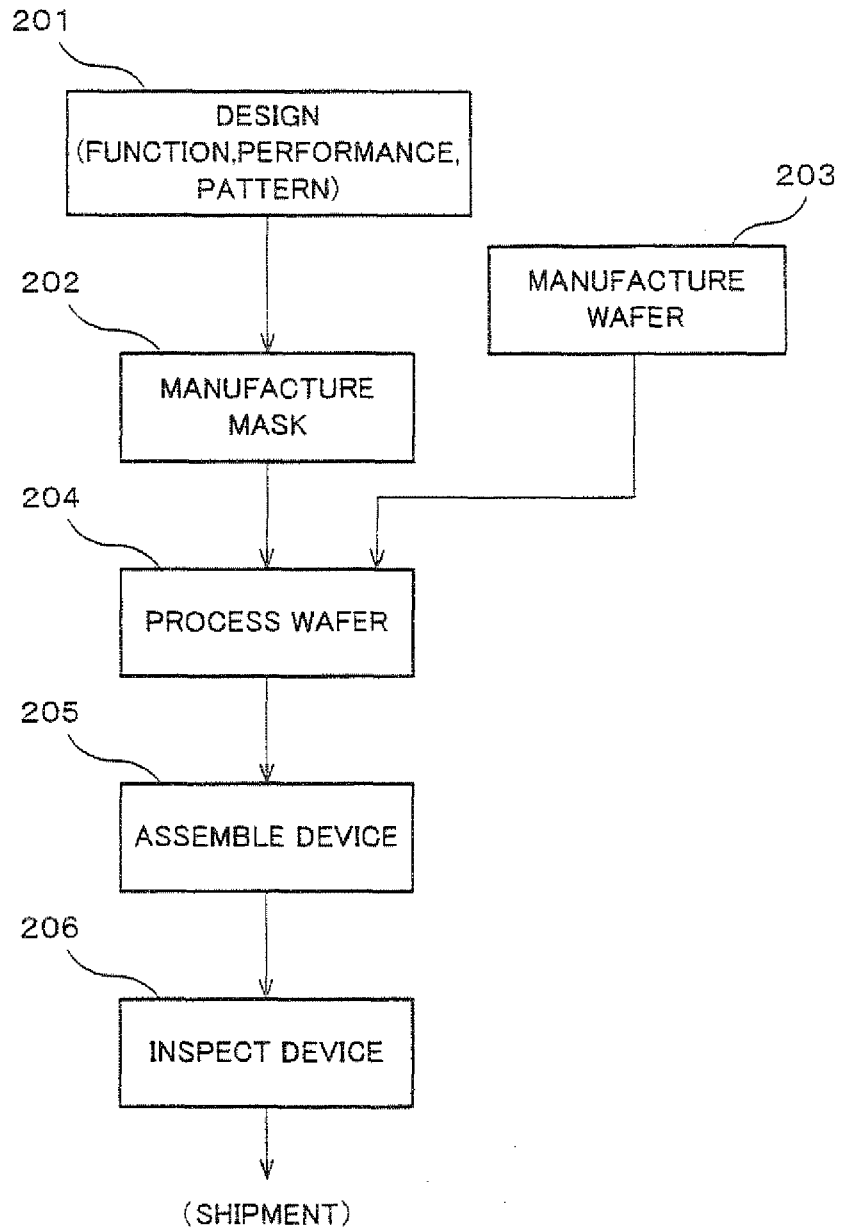 201
DESIGN
(FUNCTION,PERFORMANCE,
PATTERN)
203
MANUFACTURE
WAFER
202
MANUFACTURE
MASK
204
PROCESS WAFER
205
ASSEMBLE DEVICE
206
INSPECT DEVICE
(SHIPMENT)